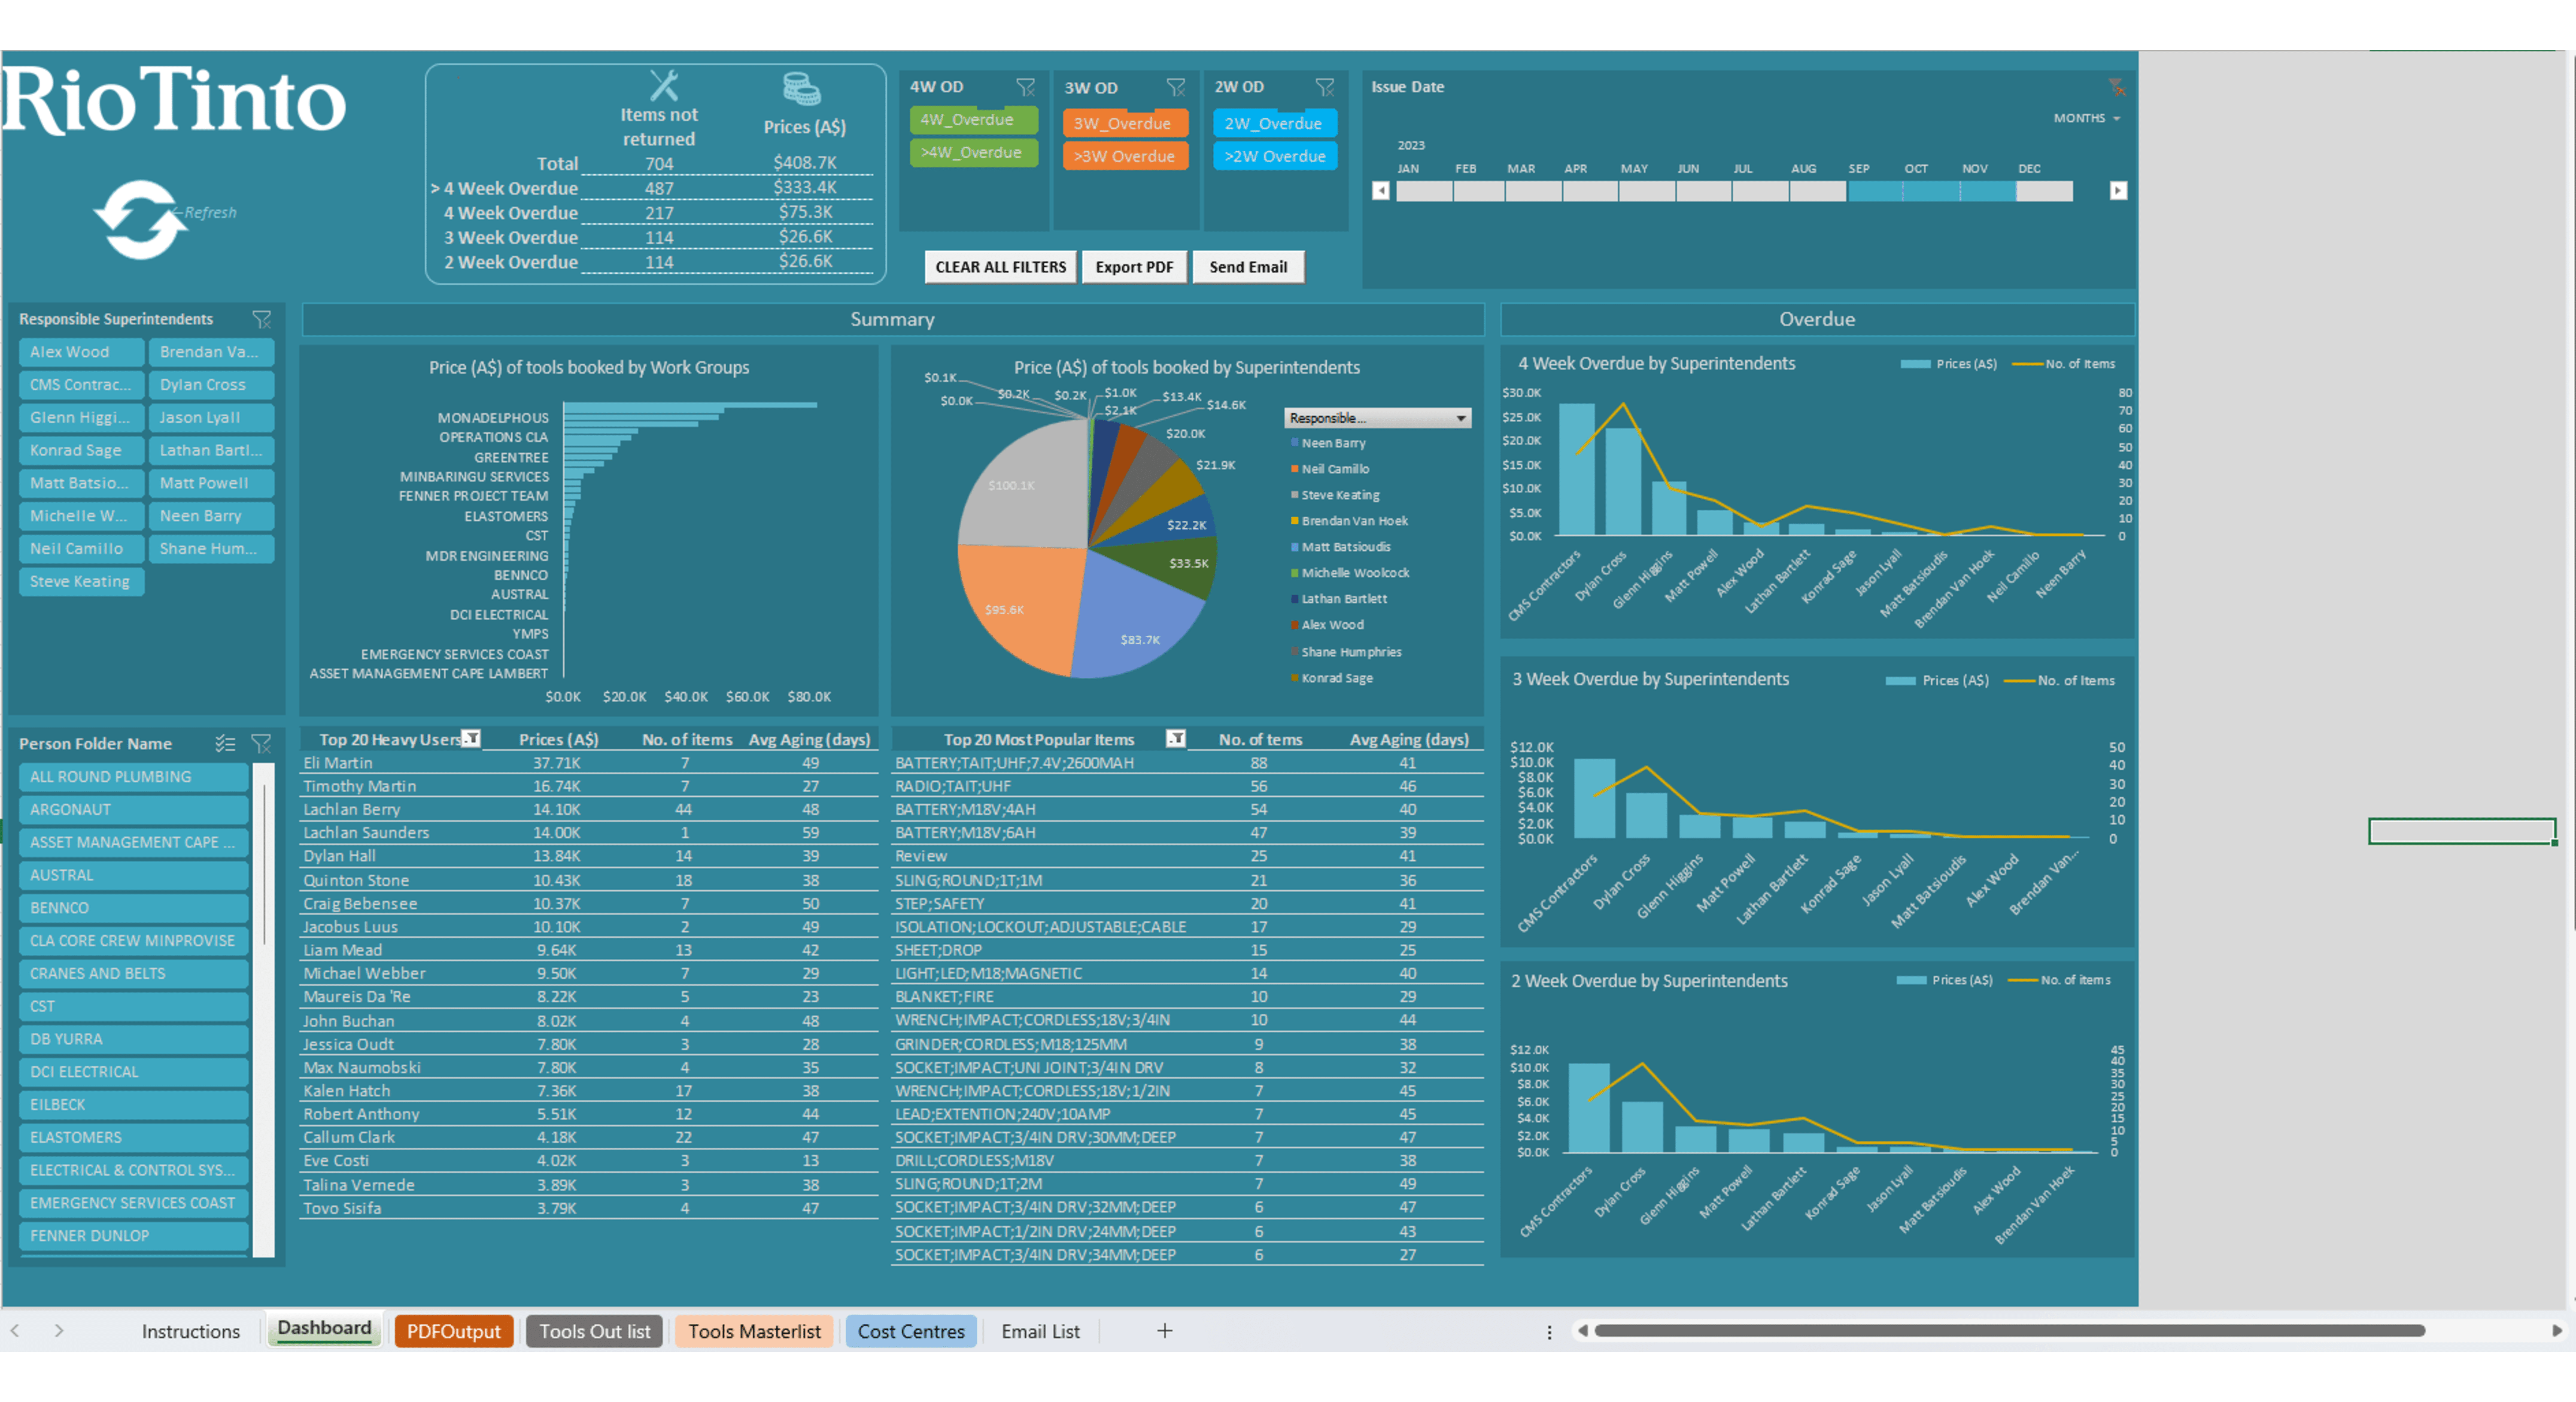 RioTinto
Refresh
Items not returned	Prices (A$)
Total	704	$408.7K
> 4 Week Overdue	487	$333.4K
4 Week Overdue	217	$75.3K
3 Week Overdue	114	$26.6K
2 Week Overdue	114	$26.6K
4W OD
4W_Overdue
>4W_Overdue
3W OD
3W_Overdue
>3W Overdue
2W OD
2W_Overdue
>2W Overdue
CLEAR ALL FILTERS	Export PDF	Send Email
Issue Date
MONTHS
2023
JAN	FEB	MAR	APR	MAY	JUN	JUL	AUG	SEP	OCT	NOV	DEC
Responsible Superintendents
Alex Wood	Brendan Va...
CMS Contrac...	Dylan Cross
Glenn Higgi...	Jason Lyall
Konrad Sage	Lathan Bartl...
Matt Batsio...	Matt Powell
Michelle W...	Neen Barry
Neil Camillo	Shane Hum...
Steve Keating
Person Folder Name
ALL ROUND PLUMBING
ARGONAUT
ASSET MANAGEMENT CAPE ...
AUSTRAL
BENNCO
CLA CORE CREW MINPROVISE
CRANES AND BELTS
CST
DB YURRA
DCI ELECTRICAL
EILBECK
ELASTOMERS
ELECTRICAL & CONTROL SYS...
EMERGENCY SERVICES COAST
FENNER DUNLOP
Summary
Price (A$) of tools booked by Work Groups
MONADELPHOUS
OPERATIONS CLA
GREENTREE
MINBARINGU SERVICES
FENNER PROJECT TEAM
ELASTOMERS
CST
MDR ENGINEERING
BENNCO
AUSTRAL
DCI ELECTRICAL
YMPS
EMERGENCY SERVICES COAST
ASSET MANAGEMENT CAPE LAMBERT
$0.0K	$20.0K	$40.0K	$60.0K	$80.0K
Price (A$) of tools booked by Superintendents
$0.1K
$0.0K
$0.2K
$0.2K
$1.0K
$2.1K
$13.4K
$14.6K
$20.0K
$21.9K
$22.2K
$33.5K
$83.7K
$95.6K
$100.1K
Responsible...
Neen Barry
Neil Camillo
Steve Keating
Brendan Van Hoek
Matt Batsioudis
Michelle Woolcock
Lathan Bartlett
Alex Wood
Shane Humphries
Konrad Sage
Top 20 Heavy Users	Prices (A$)	No. of items	Avg Aging (days)
Eli Martin	37.71K	7	49
Timothy Martin	16.74K	7	27
Lachlan Berry	14.10K	44	48
Lachlan Saunders	14.00K	1	59
Dylan Hall	13.84K	14	39
Quinton Stone	10.43K	18	38
Craig Bebensee	10.37K	7	50
Jacobus Luus	10.10K	2	49
Liam Mead	9.64K	13	42
Michael Webber	9.50K	7	29
Maureis Da 'Re	8.22K	5	23
John Buchan	8.02K	4	48
Jessica Oudt	7.80K	3	28
Max Naumobski	7.80K	4	35
Kalen Hatch	7.36K	17	38
Robert Anthony	5.51K	12	44
Callum Clark	4.18K	22	47
Eve Costi	4.02K	3	13
Talina Vernede	3.89K	3	38
Tovo Sisifa	3.79K	4	47
Top 20 Most Popular Items	No. of tems	Avg Aging (days)
BATTERY;TAIT;UHF;7.4V;2600MAH	88	41
RADIO;TAIT;UHF	56	46
BATTERY;M18V;4AH	54	40
BATTERY;M18V;6AH	47	39
Review	25	41
SLING;ROUND;1T;1M	21	36
STEP;SAFETY	20	41
ISOLATION;LOCKOUT;ADJUSTABLE;CABLE	17	29
SHEET;DROP	15	25
LIGHT;LED;M18;MAGNETIC	14	40
BLANKET;FIRE	10	29
WRENCH;IMPACT;CORDLESS;18V;3/4IN	10	44
GRINDER;CORDLESS;M18;125MM	9	38
SOCKET;IMPACT;UNI JOINT;3/4IN DRV	8	32
WRENCH;IMPACT;CORDLESS;18V;1/2IN	7	45
LEAD;EXTENTION;240V;10AMP	7	45
SOCKET;IMPACT;3/4IN DRV;30MM;DEEP	7	47
DRILL;CORDLESS;M18V	7	38
SLING;ROUND;1T;2M	7	49
SOCKET;IMPACT;3/4IN DRV;32MM;DEEP	6	47
SOCKET;IMPACT;1/2IN DRV;24MM;DEEP	6	43
SOCKET;IMPACT;3/4IN DRV;34MM;DEEP	6	27
Overdue
4 Week Overdue by Superintendents	Prices (A$)	No. of Items
$30.0K	80
$25.0K	70
$20.0K	60
$15.0K	50
$10.0K	40
$5.0K	30
$0.0K	20
10
0
CMS Contractors	Dylan Cross	Glenn Higgins	Matt Powell	Alex Wood	Lathan Bartlett	Konrad Sage	Jason Lyall	Matt Batsioudis	Brendan Van Hoek	Neil Camillo	Neen Barry
3 Week Overdue by Superintendents	Prices (A$)	No. of Items
$12.0K	50
$10.0K	40
$8.0K	30
$6.0K	20
$4.0K	10
$2.0K	0
$0.0K
CMS Contractors	Dylan Cross	Glenn Higgins	Matt Powell	Lathan Bartlett	Konrad Sage	Jason Lyall	Matt Batsioudis	Alex Wood	Brendan Van...
2 Week Overdue by Superintendents	Prices (A$)	No. of items
$12.0K	45
$10.0K	40
$8.0K	35
$6.0K	30
$4.0K	25
$2.0K	20
$0.0K	15
10
5
0
CMS Contractors	Dylan Cross	Glenn Higgins	Matt Powell	Lathan Bartlett	Konrad Sage	Jason Lyall	Matt Batsioudis	Alex Wood	Brendan Van Hoek
Instructions	Dashboard	PDFOutput	Tools Out list	Tools Masterlist	Cost Centres	Email List	+